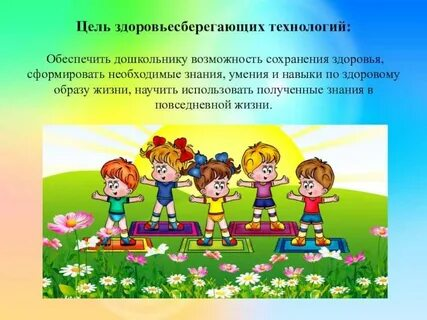 Цель здоровьесберегающих технологий:
Обеспечить дошкольнику возможность сохранения здоровья,
сформировать необходимые знания, умения и навыки по здоровому
образу жизни, научить использовать полученные знания в
повседневной жизни.